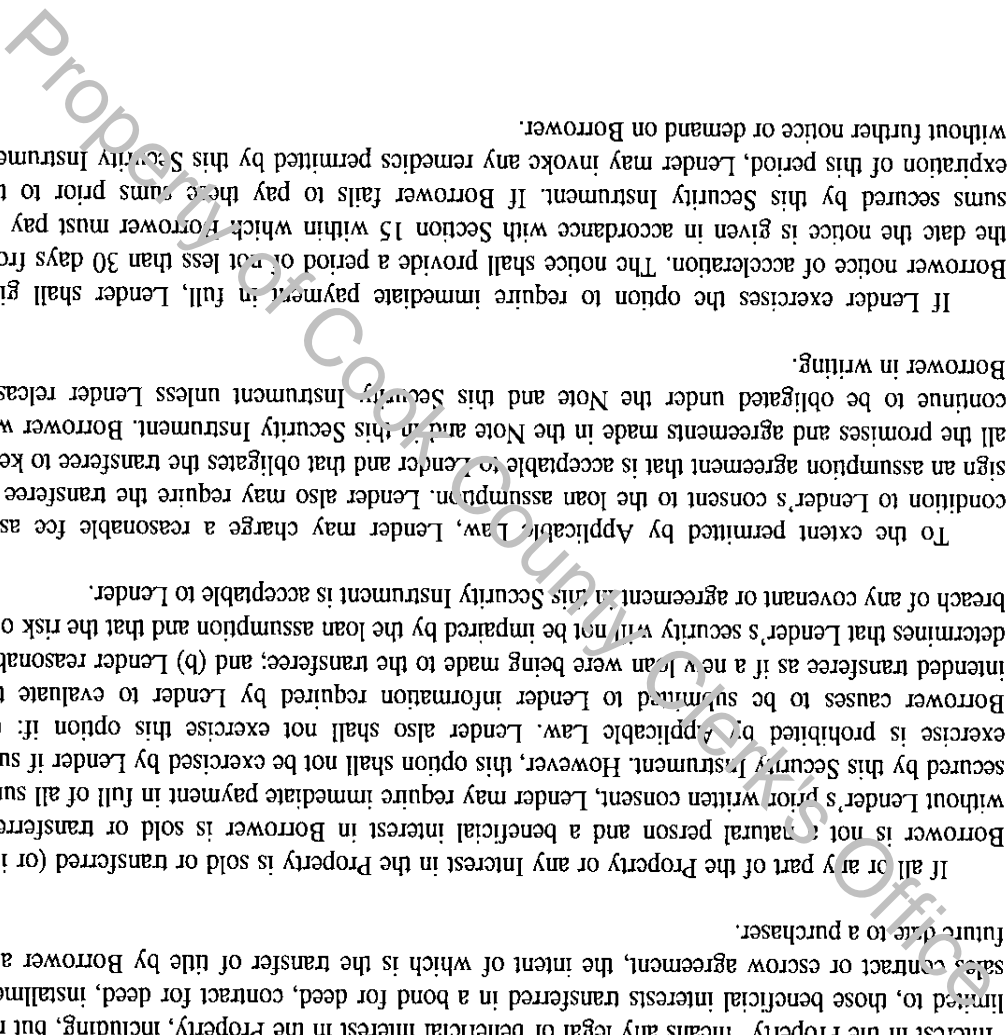 Interest in the Property" means any legal or beneficial interest in the Property, including, but
limited to, those beneficial interests transferred in a bond for deed, contract for deed, installme
sales contract or escrow agreement, the intent of which is the transfer of title by Borrower a
future date to a purchaser.
If all or any part of the Property or any Interest in the Property is sold or transferred (or i
Borrower is not a natural person and a beneficial interest in Borrower is sold or transferre
without Lender's prior written consent, Lender may require immediate payment in full of all su
secured by this Security Instrument. However, this option shall not be exercised by Lender if su
exercise is prohibited by Applicable Law. Lender also shall not exercise this option if:
Borrower causes to be submitted to Lender information required by Lender to evaluate t
intended transferee as if a new loan were being made to the transferee; and (b) Lender reasonab
determines that Lender's security will not be impaired by the loan assumption and that the risk o
breach of any covenant or agreement in this Security Instrument is acceptable to Lender.
To the extent permitted by Applicable Law, Lender may charge a reasonable fee as
condition to Lender's consent to the loan assumption. Lender also may require the transferee
sign an assumption agreement that is acceptable to Lender and that obligates the transferee to ke
all the promises and agreements made in the Note and in this Security Instrument. Borrower w
continue to be obligated under the Note and this Security Instrument unless Lender releas
Borrower in writing.
If Lender exercises the option to require immediate payment in full, Lender shall gi
Borrower notice of acceleration. The notice shall provide a period of not less than 30 days fro
the date the notice is given in accordance with Section 15 within which Borrower must pay
sums secured by this Security Instrument. If Borrower fails to pay these sums prior to t
expiration of this period, Lender may invoke any remedies permitted by this Security Instrume
without further notice or demand on Borrower.
Property of Cook County Clerk's Office